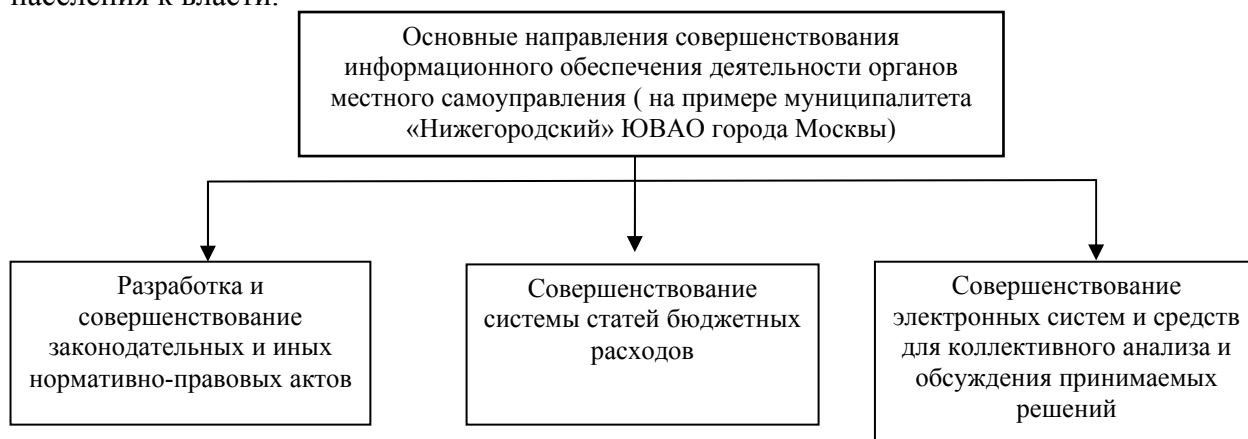 населения к власти.
Основные направления совершенствования
информационного обеспечения деятельности органов
местного самоуправления ( на примере муниципалитета
«Нижегородский» ЮВАО города Москвы)
Разработка и
совершенствование
законодательных и иных
нормативно-правовых актов
Совершенствование
системы статей бюджетных
расходов
Совершенствование
электронных систем и средств
для коллективного анализа и
обсуждения принимаемых
решений